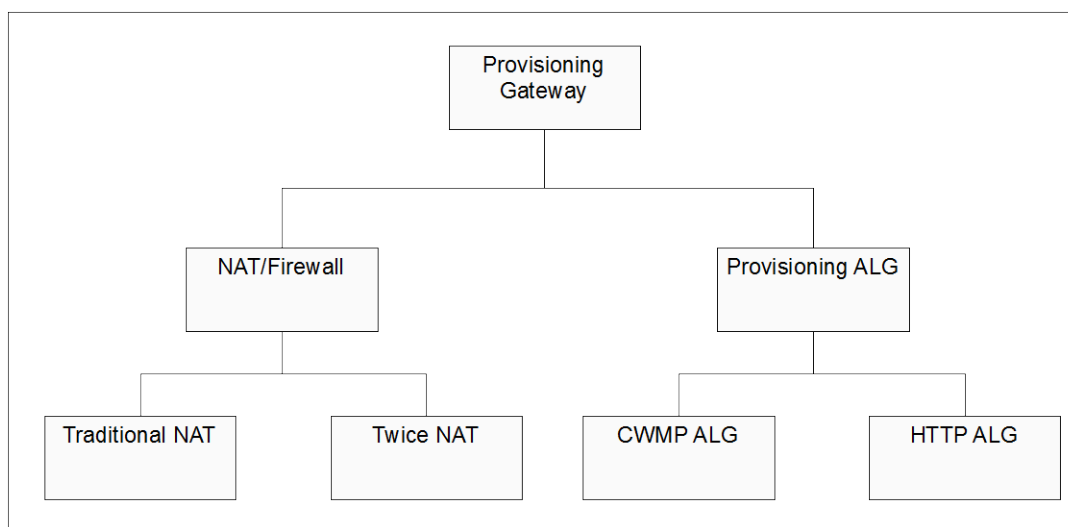 Provisioning
Gateway
NAT/Firewall
Provisioning ALG
Traditional NAT
Twice NAT
CWMP ALG
HTTP ALG